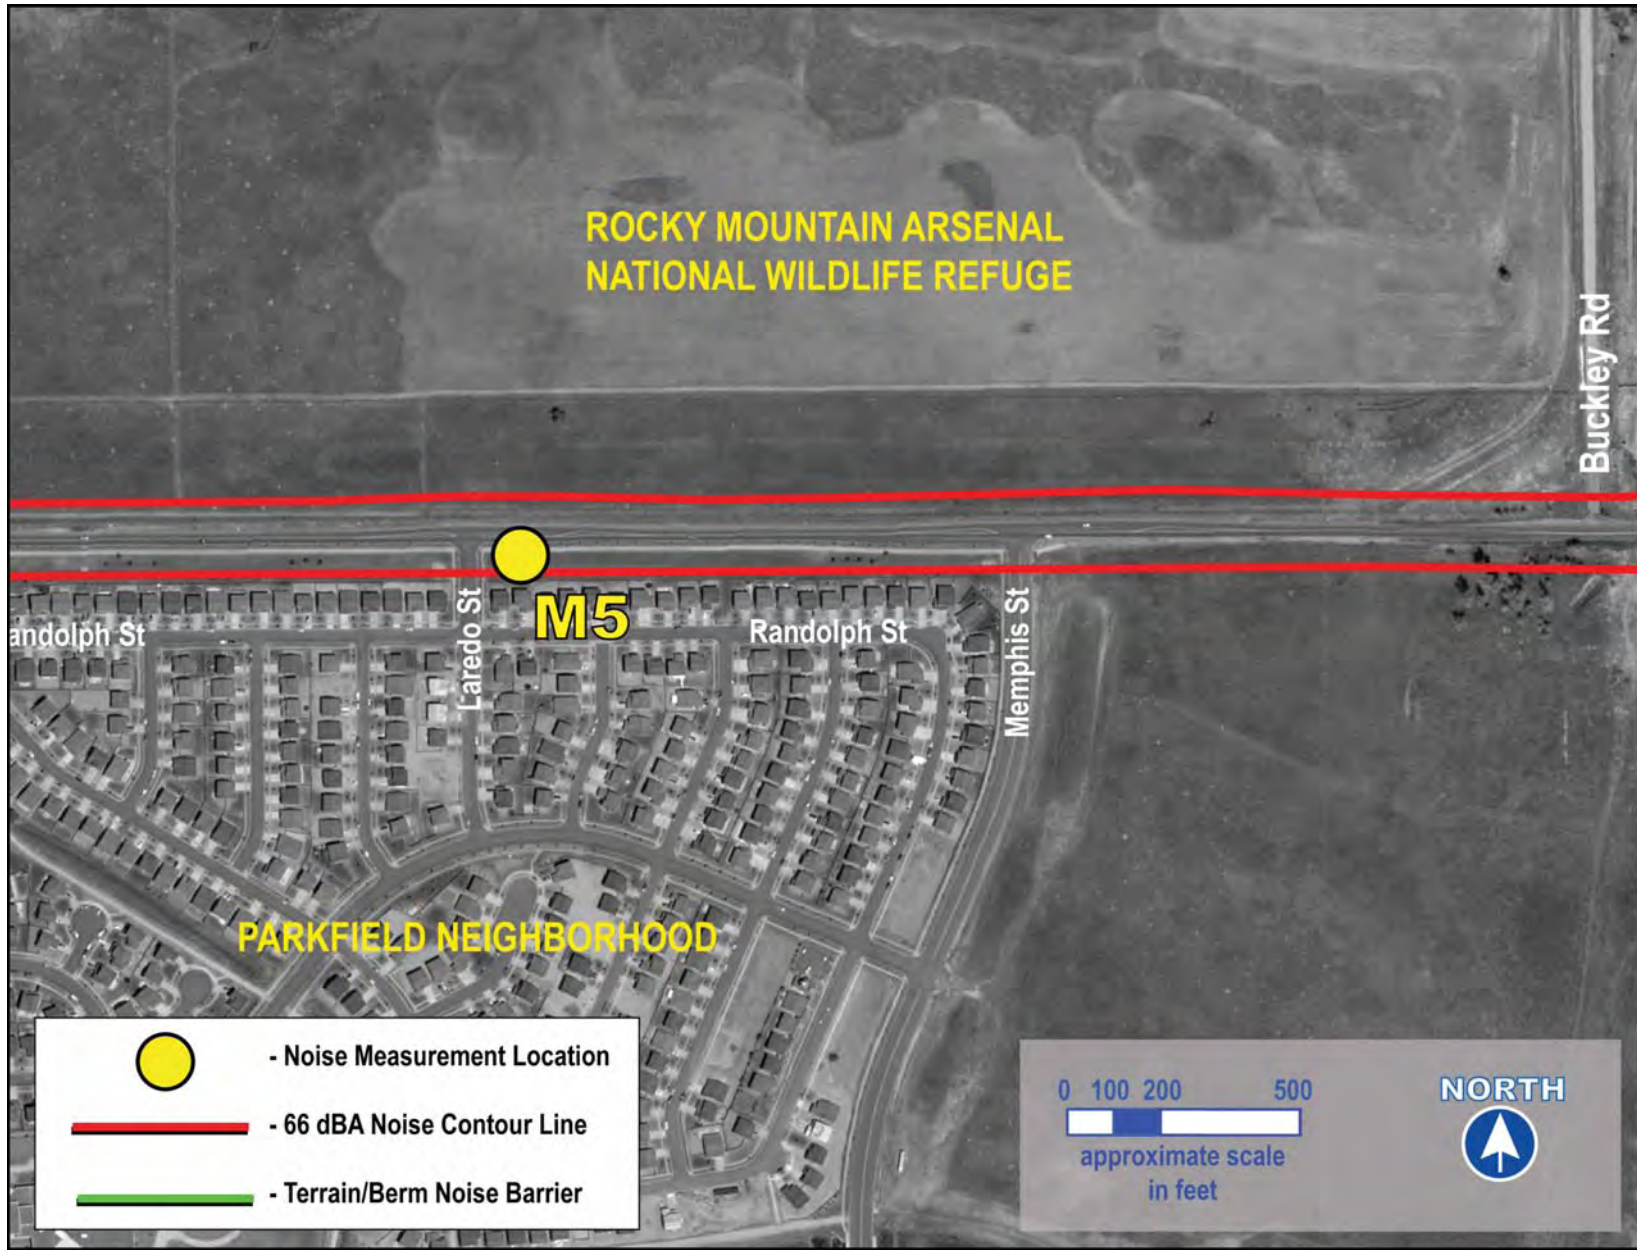 ROCKY MOUNTAIN ARSENAL
NATIONAL WILDLIFE REFUGE
Buckley Rd
M5
andolph St
Laredo St
Randolph St
Memphis St
PARKFIELD NEIGHBORHOOD
- Noise Measurement Location
- 66 dBA Noise Contour Line
- Terrain/Berm Noise Barrier
0 100 200 500
approximate scale
in feet
NORTH